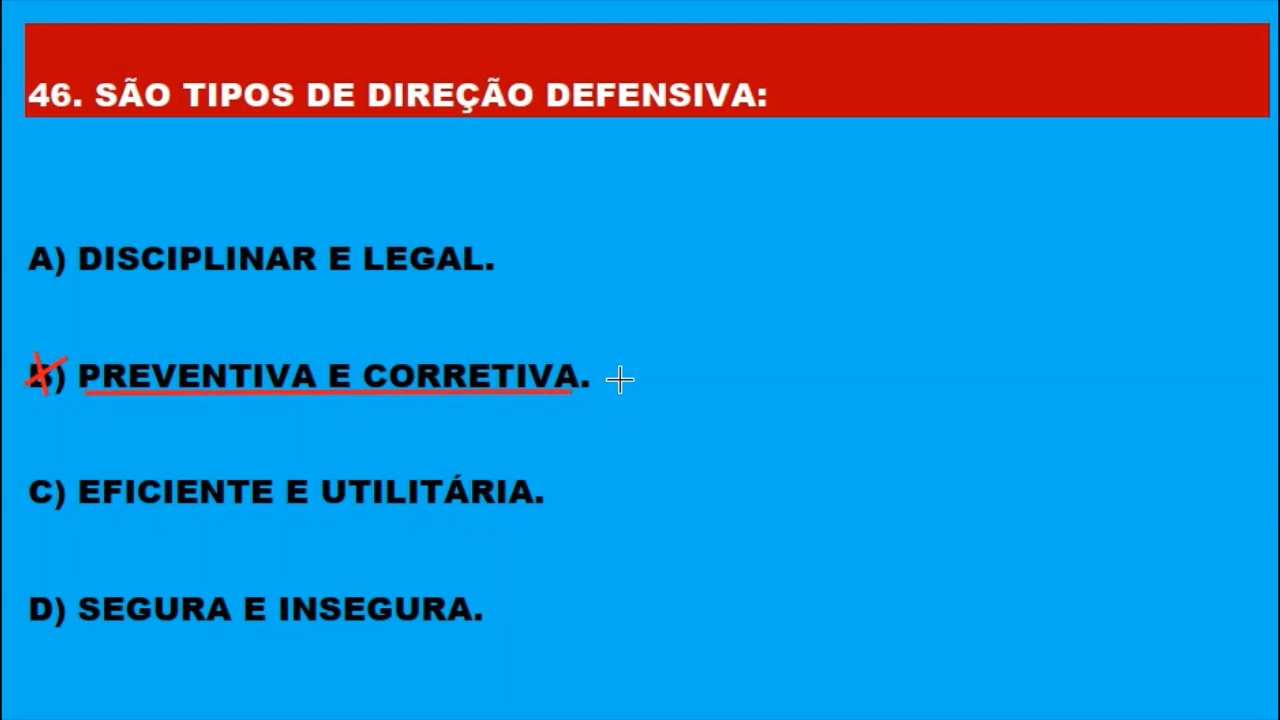 46. SÃO TIPOS DE DIREÇÃO DEFENSIVA:
A) DISCIPLINAR E LEGAL.
B) PREVENTIVA E CORRETIVA.
C) EFICIENTE E UTILITÁRIA.
D) SEGURA E INSEGURA.